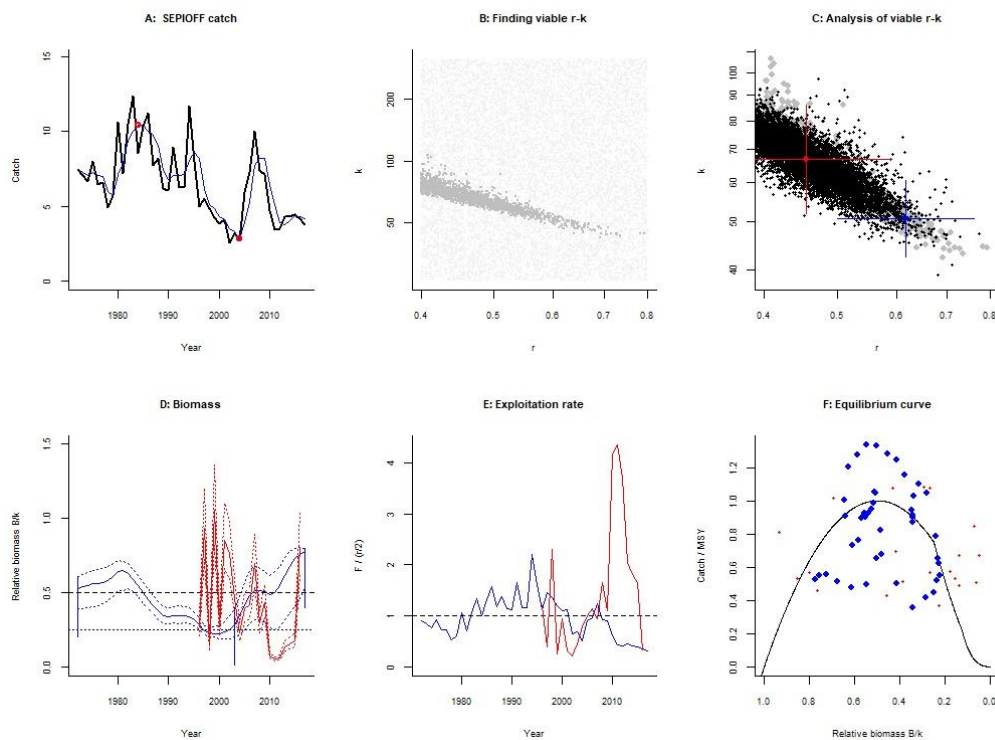 A: SEPIOFF catch
15
10
5
0
Catch
1980 1990 2000 2010
Year
B: Finding viable r-k
200
100
50
k
0.4 0.5 0.6 0.7 0.8
r
C: Analysis of viable r-k
100
90
80
70
60
50
40
k
0.4 0.5 0.6 0.7 0.8
r
D: Biomass
1.5
1.0
0.5
0.0
Relative biomass B/k
1980 1990 2000 2010
Year
E: Exploitation rate
4
3
2
1
0
F / (r/2)
1980 1990 2000 2010
Year
F: Equilibrium curve
1.2
1.0
0.8
0.6
0.4
0.2
0.0
Catch / MSY
1.0 0.8 0.6 0.4 0.2 0.0
Relative biomass B/k